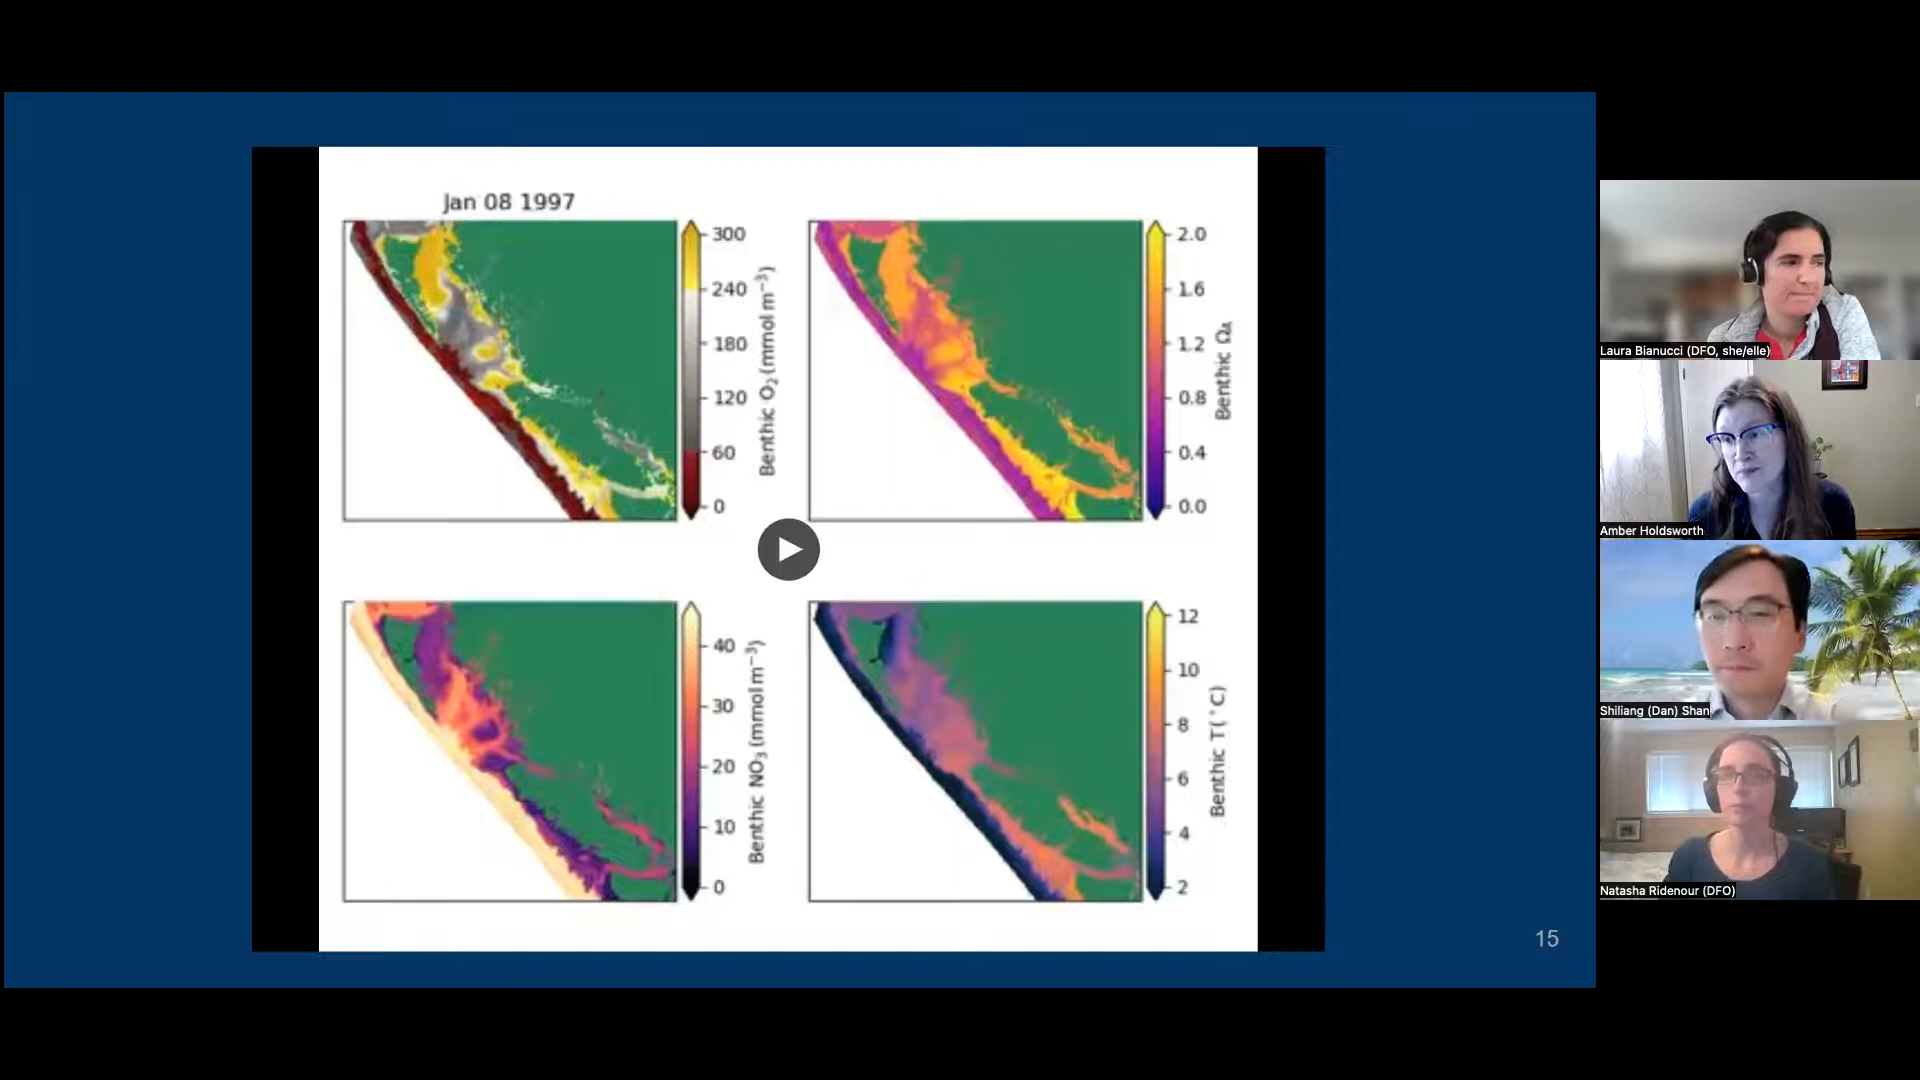 Jan 08 1997
300
240
180
120
60
0
Benthic O₂ (mmol m⁻³)
2.0
1.6
1.2
0.8
0.4
0.0
Benthic Ω_A
40
30
20
10
0
Benthic NO₃ (mmol m⁻³)
12
10
8
6
4
2
Benthic T (°C)
15
Laura Bianucci (DFO, she/elle)
Amber Holdsworth
Shiliang (Dan) Shan
Natasha Ridenour (DFO)